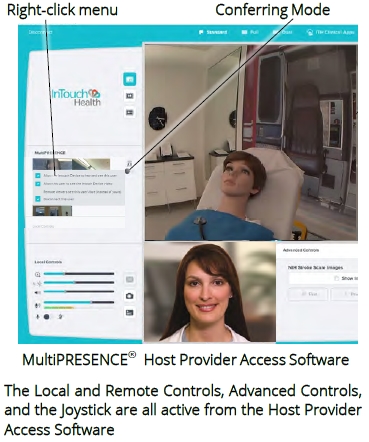 Right-click menu
Conferring Mode
InTouch
Health
MultiPRESENCE
Local Controls
Advanced Controls
NIH Stroke Scale Images
MultiPRESENCE® Host Provider Access Software
The Local and Remote Controls, Advanced Controls,
and the Joystick are all active from the Host Provider
Access Software